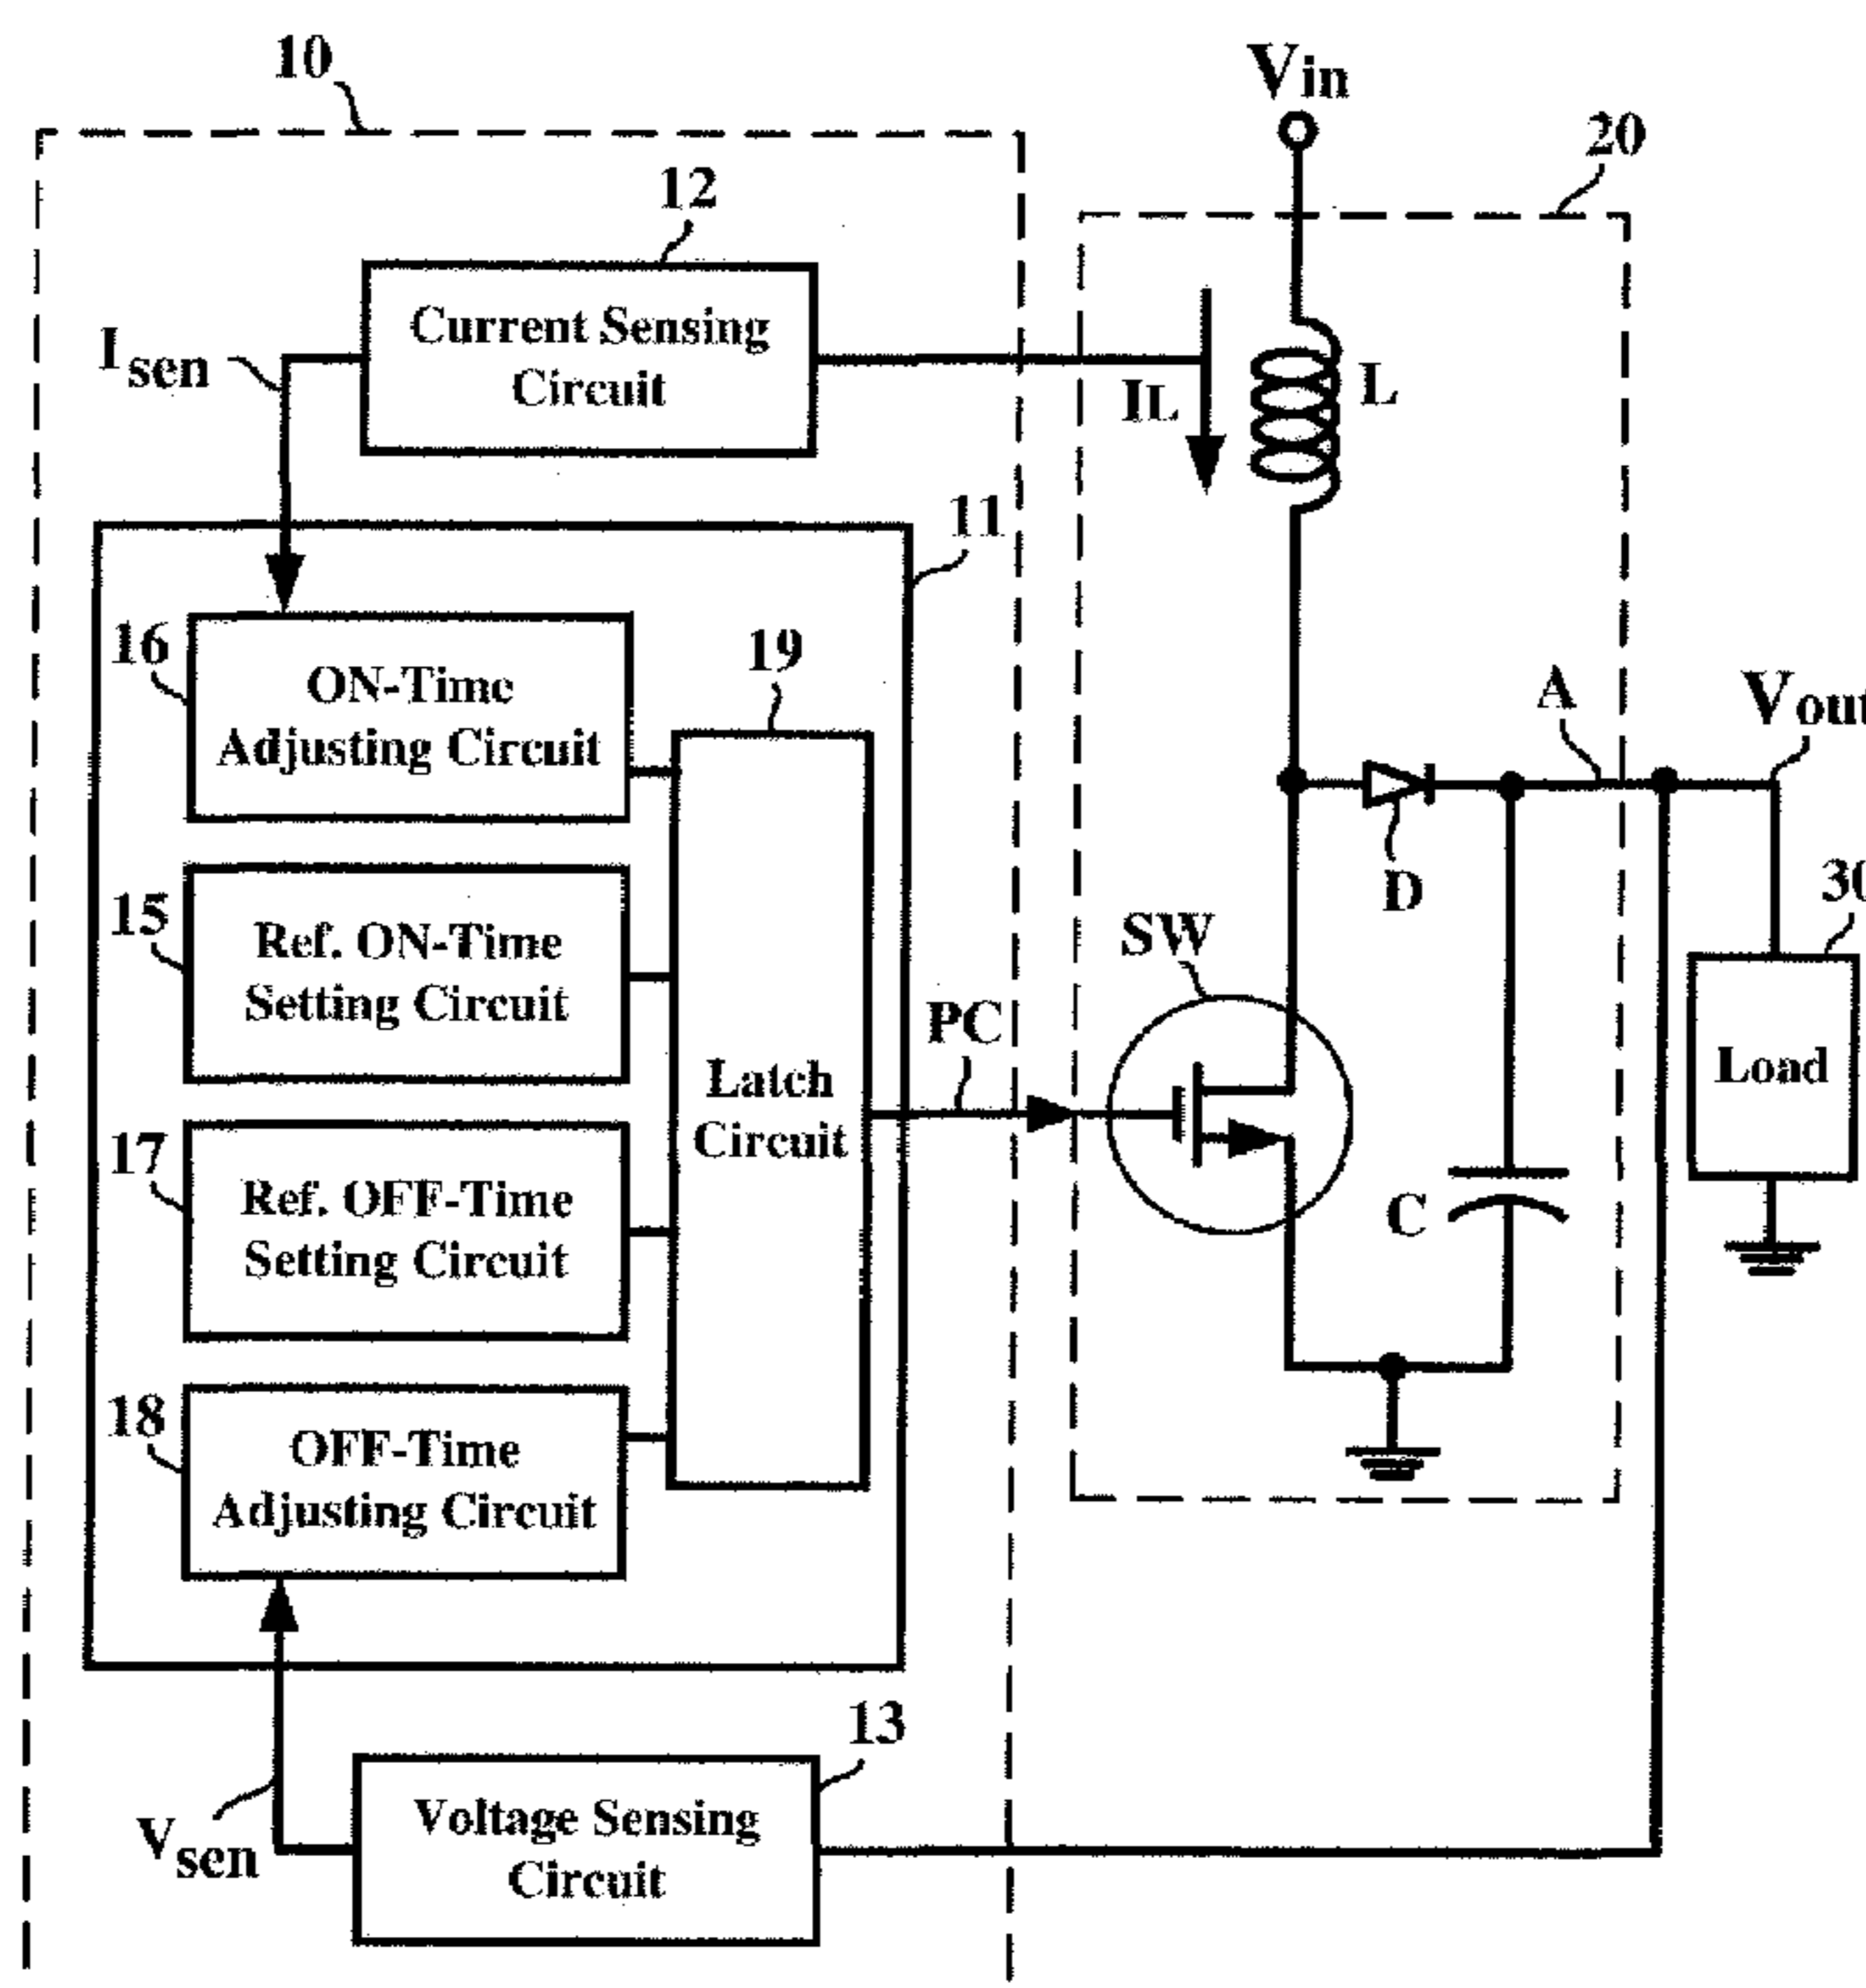 10
Vin
20
12
Current Sensing
Circuit
Isen
IL
L
11
16
ON-Time
Adjusting Circuit
19
A
Vout
15
Ref. ON-Time
Setting Circuit
D
30
SW
PC
Load
Latch
Circuit
17
Ref. OFF-Time
Setting Circuit
C
18
OFF-Time
Adjusting Circuit
13
Voltage Sensing
Circuit
Vsen